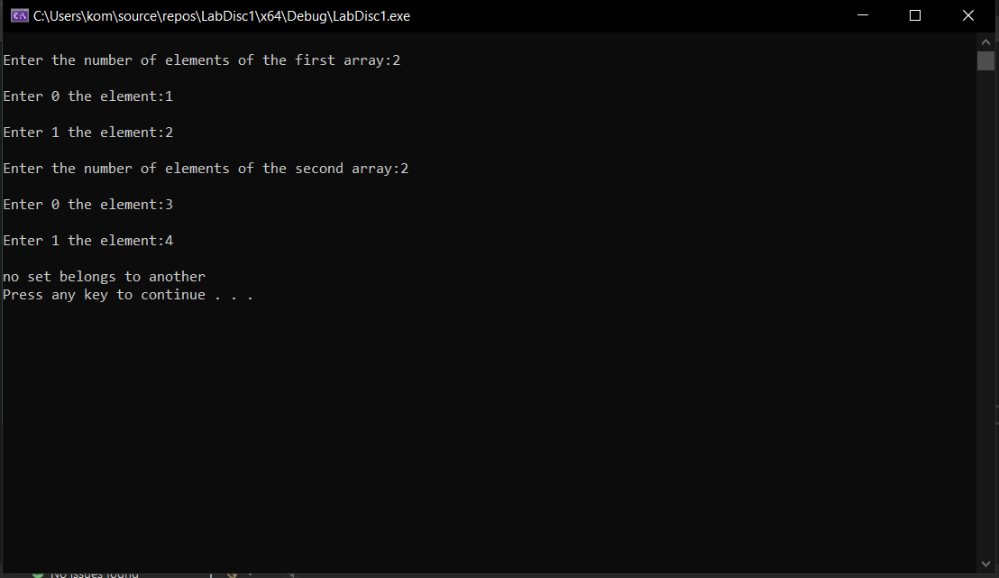 C:\Users\kom\source\repos\LabDisc1\x64\Debug\LabDisc1.exe
Enter the number of elements of the first array:2
Enter 0 the element:1
Enter 1 the element:2
Enter the number of elements of the second array:2
Enter 0 the element:3
Enter 1 the element:4
no set belongs to another
Press any key to continue . . .
No issues found